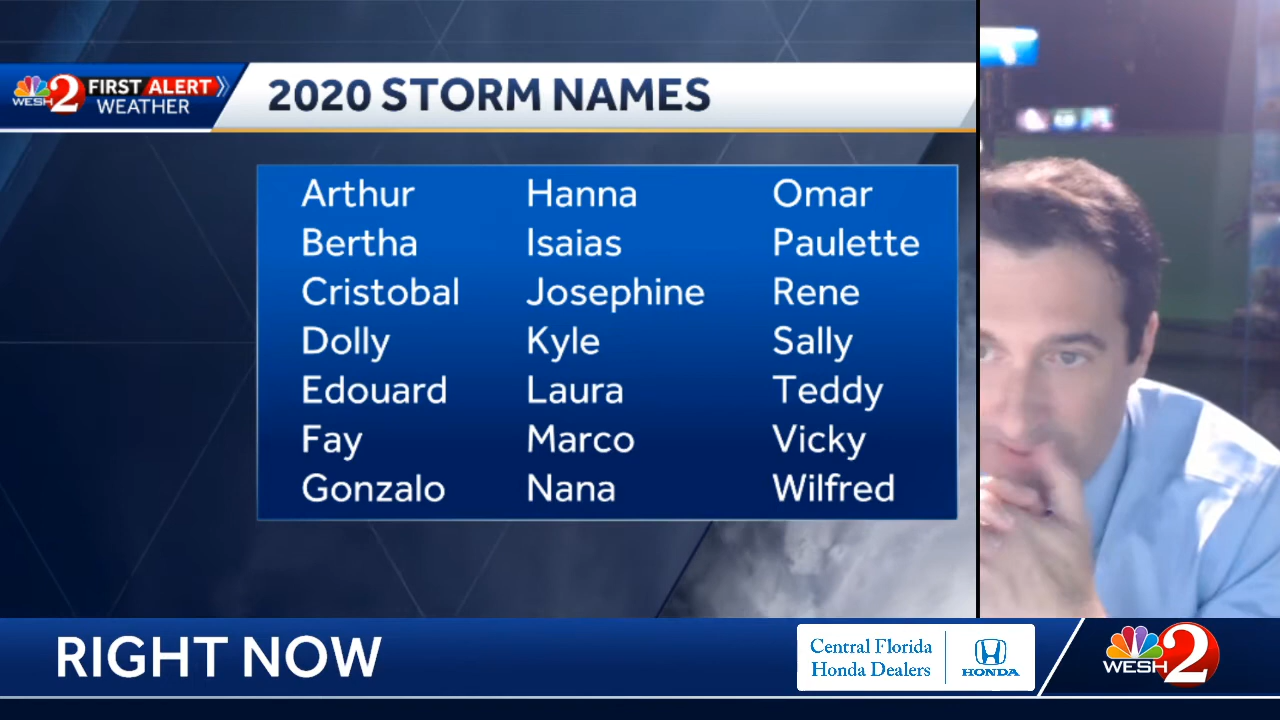 WESH 2 FIRST ALERT
WEATHER
2020 STORM NAMES
Arthur
Bertha
Cristobal
Dolly
Edouard
Fay
Gonzalo
Hanna
Isaias
Josephine
Kyle
Laura
Marco
Nana
Omar
Paulette
Rene
Sally
Teddy
Vicky
Wilfred
RIGHT NOW
Central Florida
Honda Dealers
HONDA
WESH 2